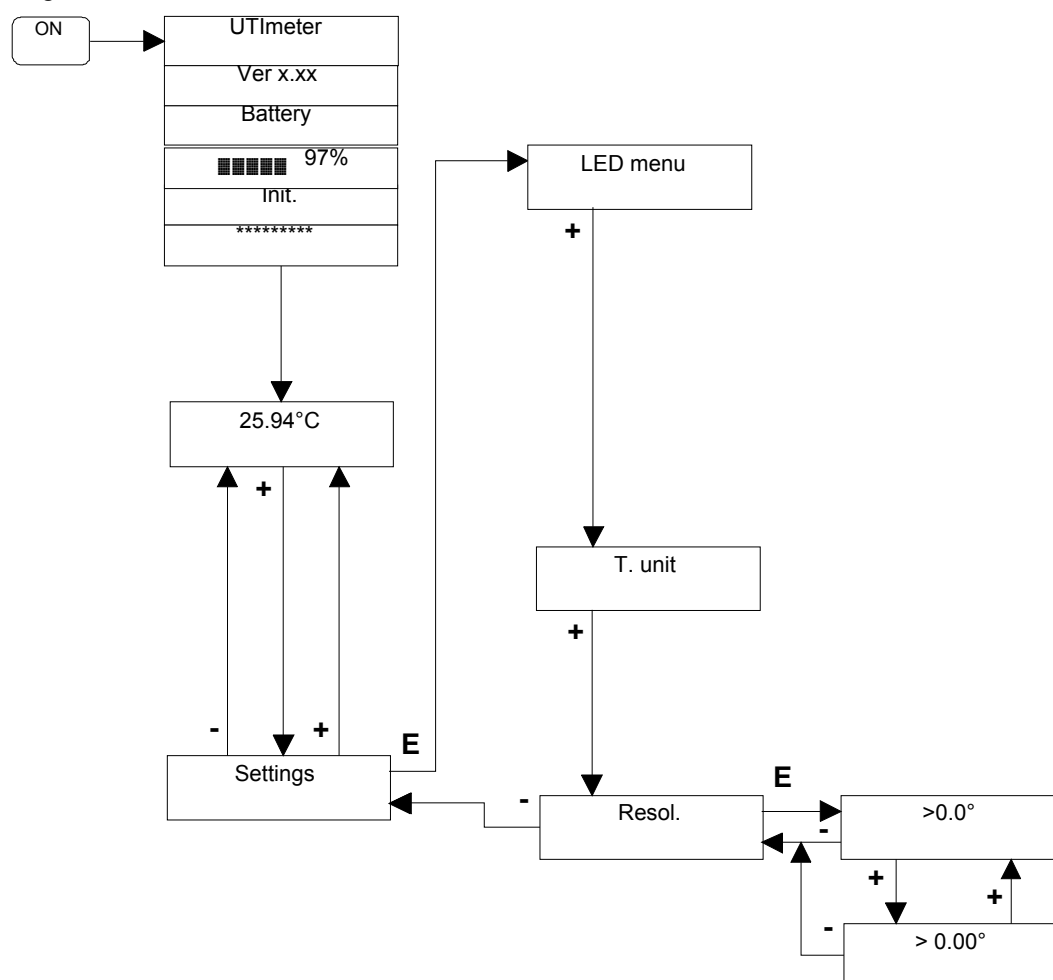 ON
UTImeter
Ver x.xx
Battery
97%
Init.
*********
25.94°C
+
-
+
Settings
E
LED menu
+
T. unit
+
Resol.
-
E
>0.0°
-
+
+
-
> 0.00°